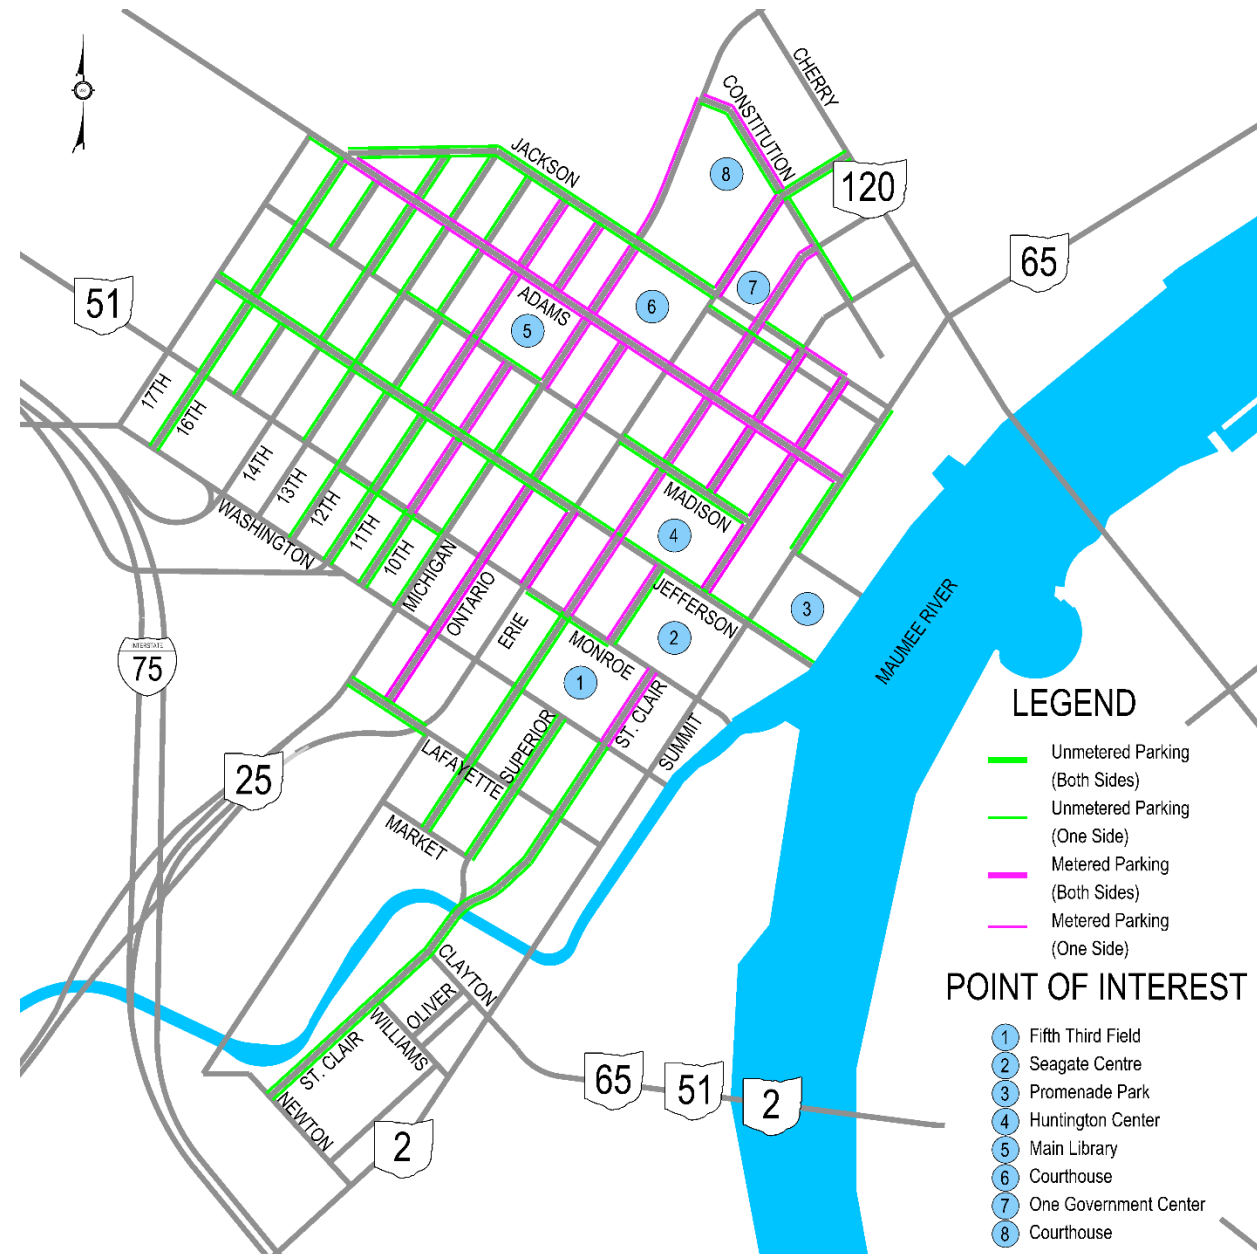 CHERRY
CONSTITUTION
JACKSON
120
8
65
51
7
6
ADAMS
5
17TH
16TH
14TH
13TH
12TH
11TH
10TH
WASHINGTON
MICHIGAN
ONTARIO
ERIE
MADISON
4
JEFFERSON
3
2
MONROE
1
MAUMEE RIVER
INTERSTATE
75
ST. CLAIR
SUMMIT
SUPERIOR
LAFAYETTE
25
MARKET
CLAYTON
OLIVER
WILLIAMS
ST. CLAIR
NEWTON
65
51
2
2
LEGEND
Unmetered Parking
(Both Sides)
Unmetered Parking
(One Side)
Metered Parking
(Both Sides)
Metered Parking
(One Side)
POINT OF INTEREST
1 Fifth Third Field
2 Seagate Centre
3 Promenade Park
4 Huntington Center
5 Main Library
6 Courthouse
7 One Government Center
8 Courthouse